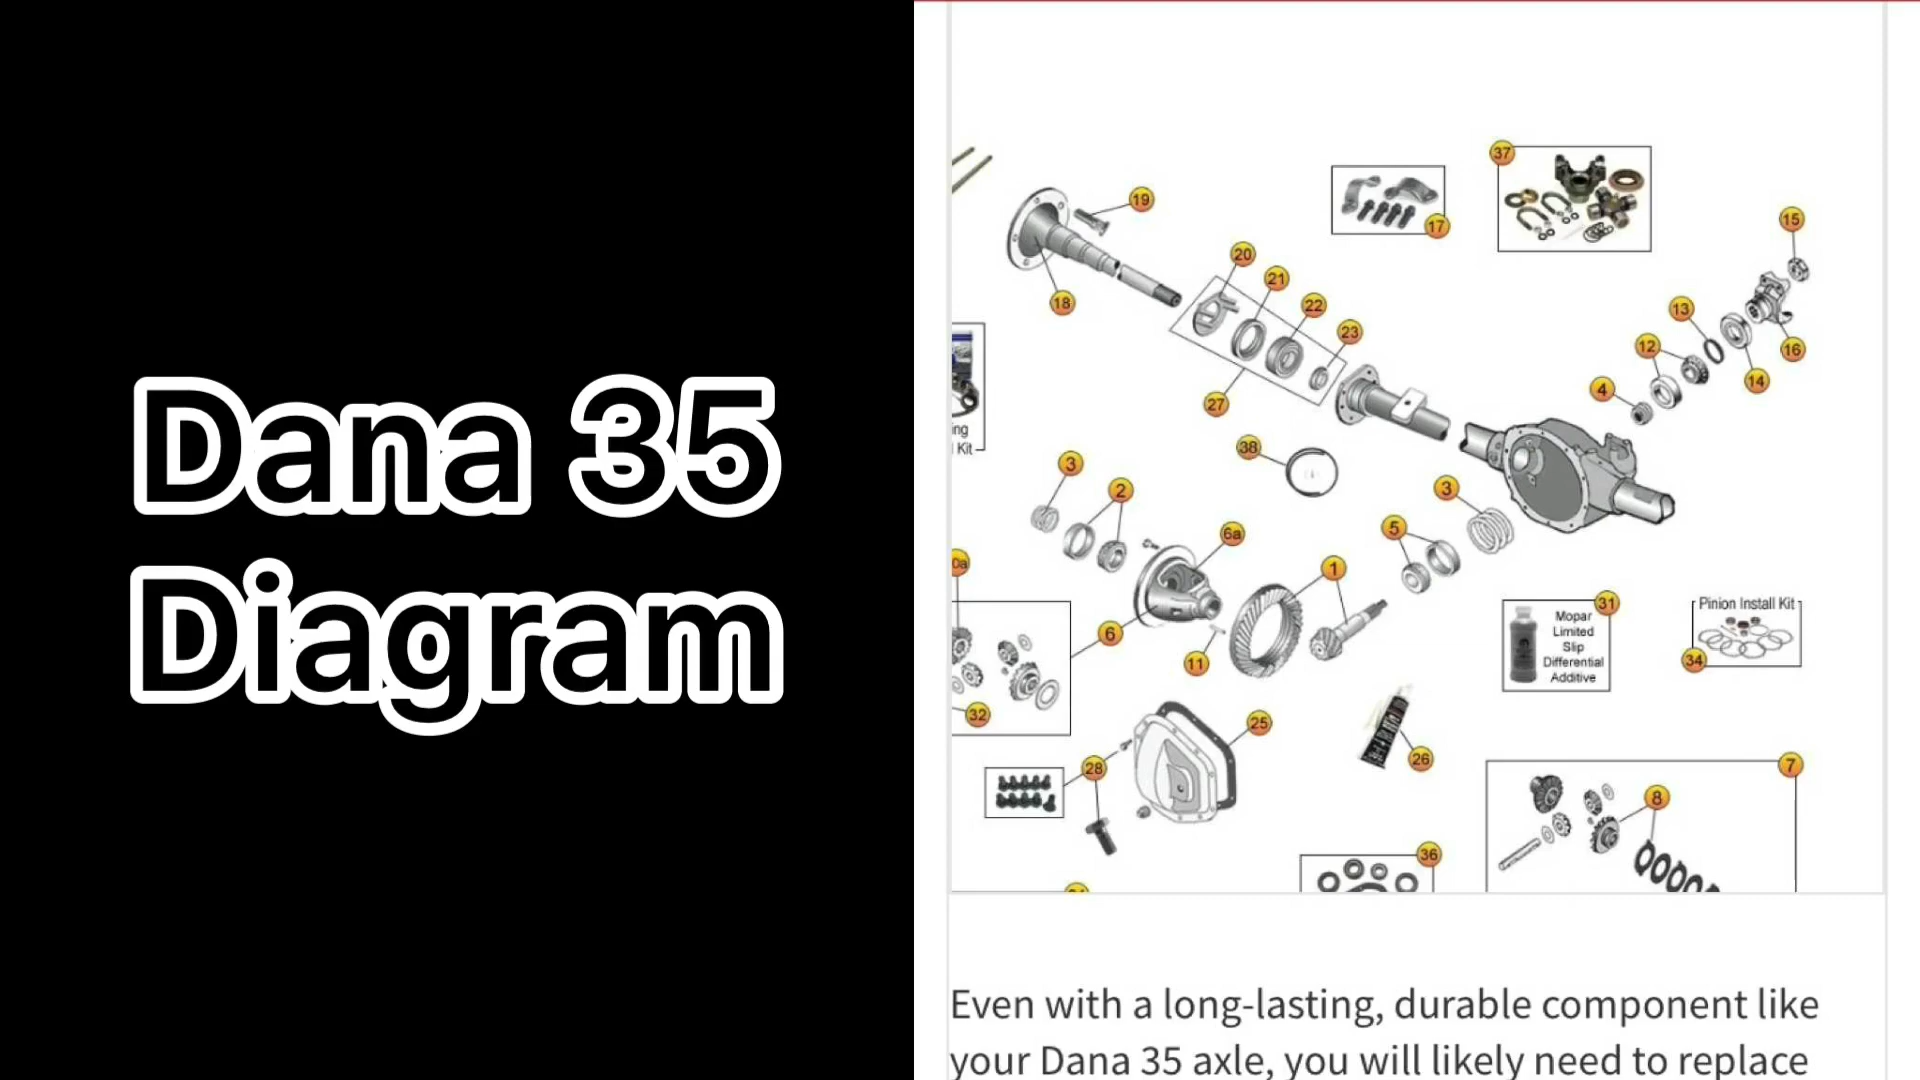 Dana 35
Diagram
37
19
17
15
20
21
18
22
13
23
12
16
14
4
27
ing
Kit
38
3
2
3
5
6a
0a
1
6
11
31
Mopar
Limited
Slip
Differential
Additive
Pinion Install Kit
34
32
25
28
26
7
8
36
Even with a long-lasting, durable component like
your Dana 35 axle, you will likely need to replace